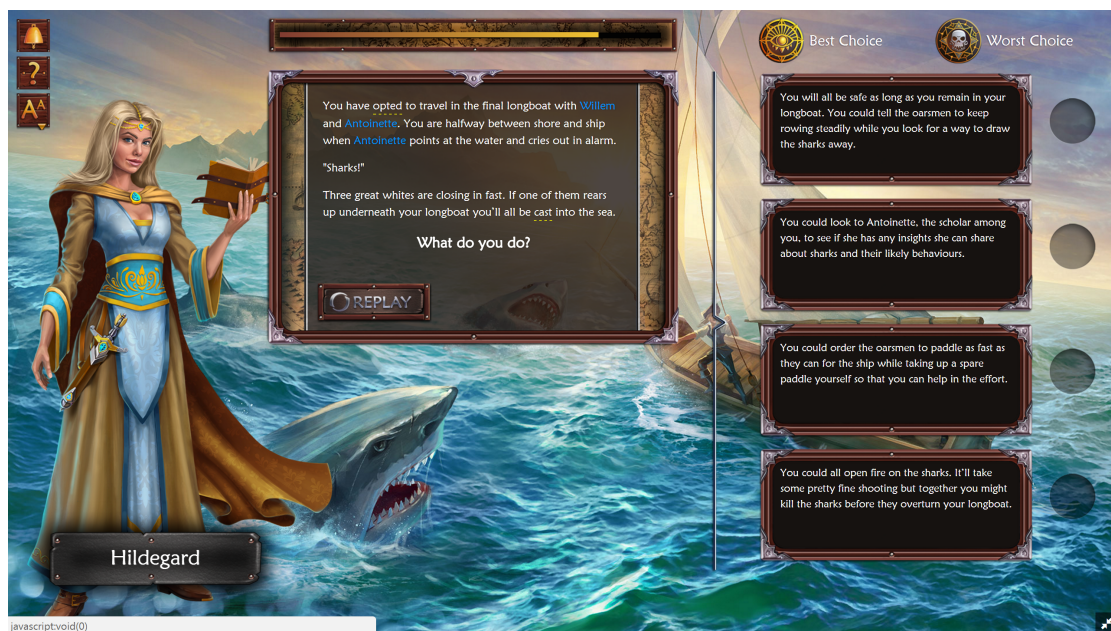 Best Choice
Worst Choice
You have opted to travel in the final longboat with Willem
and Antoinette. You are halfway between shore and ship
when Antoinette points at the water and cries out in alarm.
"Sharks!"
Three great whites are closing in fast. If one of them rears
up underneath your longboat you'll all be cast into the sea.
What do you do?
REPLAY
You will all be safe as long as you remain in your
longboat. You could tell the oarsmen to keep
rowing steadily while you look for a way to draw
the sharks away.
You could look to Antoinette, the scholar among
you, to see if she has any insights she can share
about sharks and their likely behaviours.
You could order the oarsmen to paddle as fast as
they can for the ship while taking up a spare
paddle yourself so that you can help in the effort.
You could all open fire on the sharks. It'll take
some pretty fine shooting but together you might
kill the sharks before they overturn your longboat.
?
AA
Hildegard
javascript:void(0)